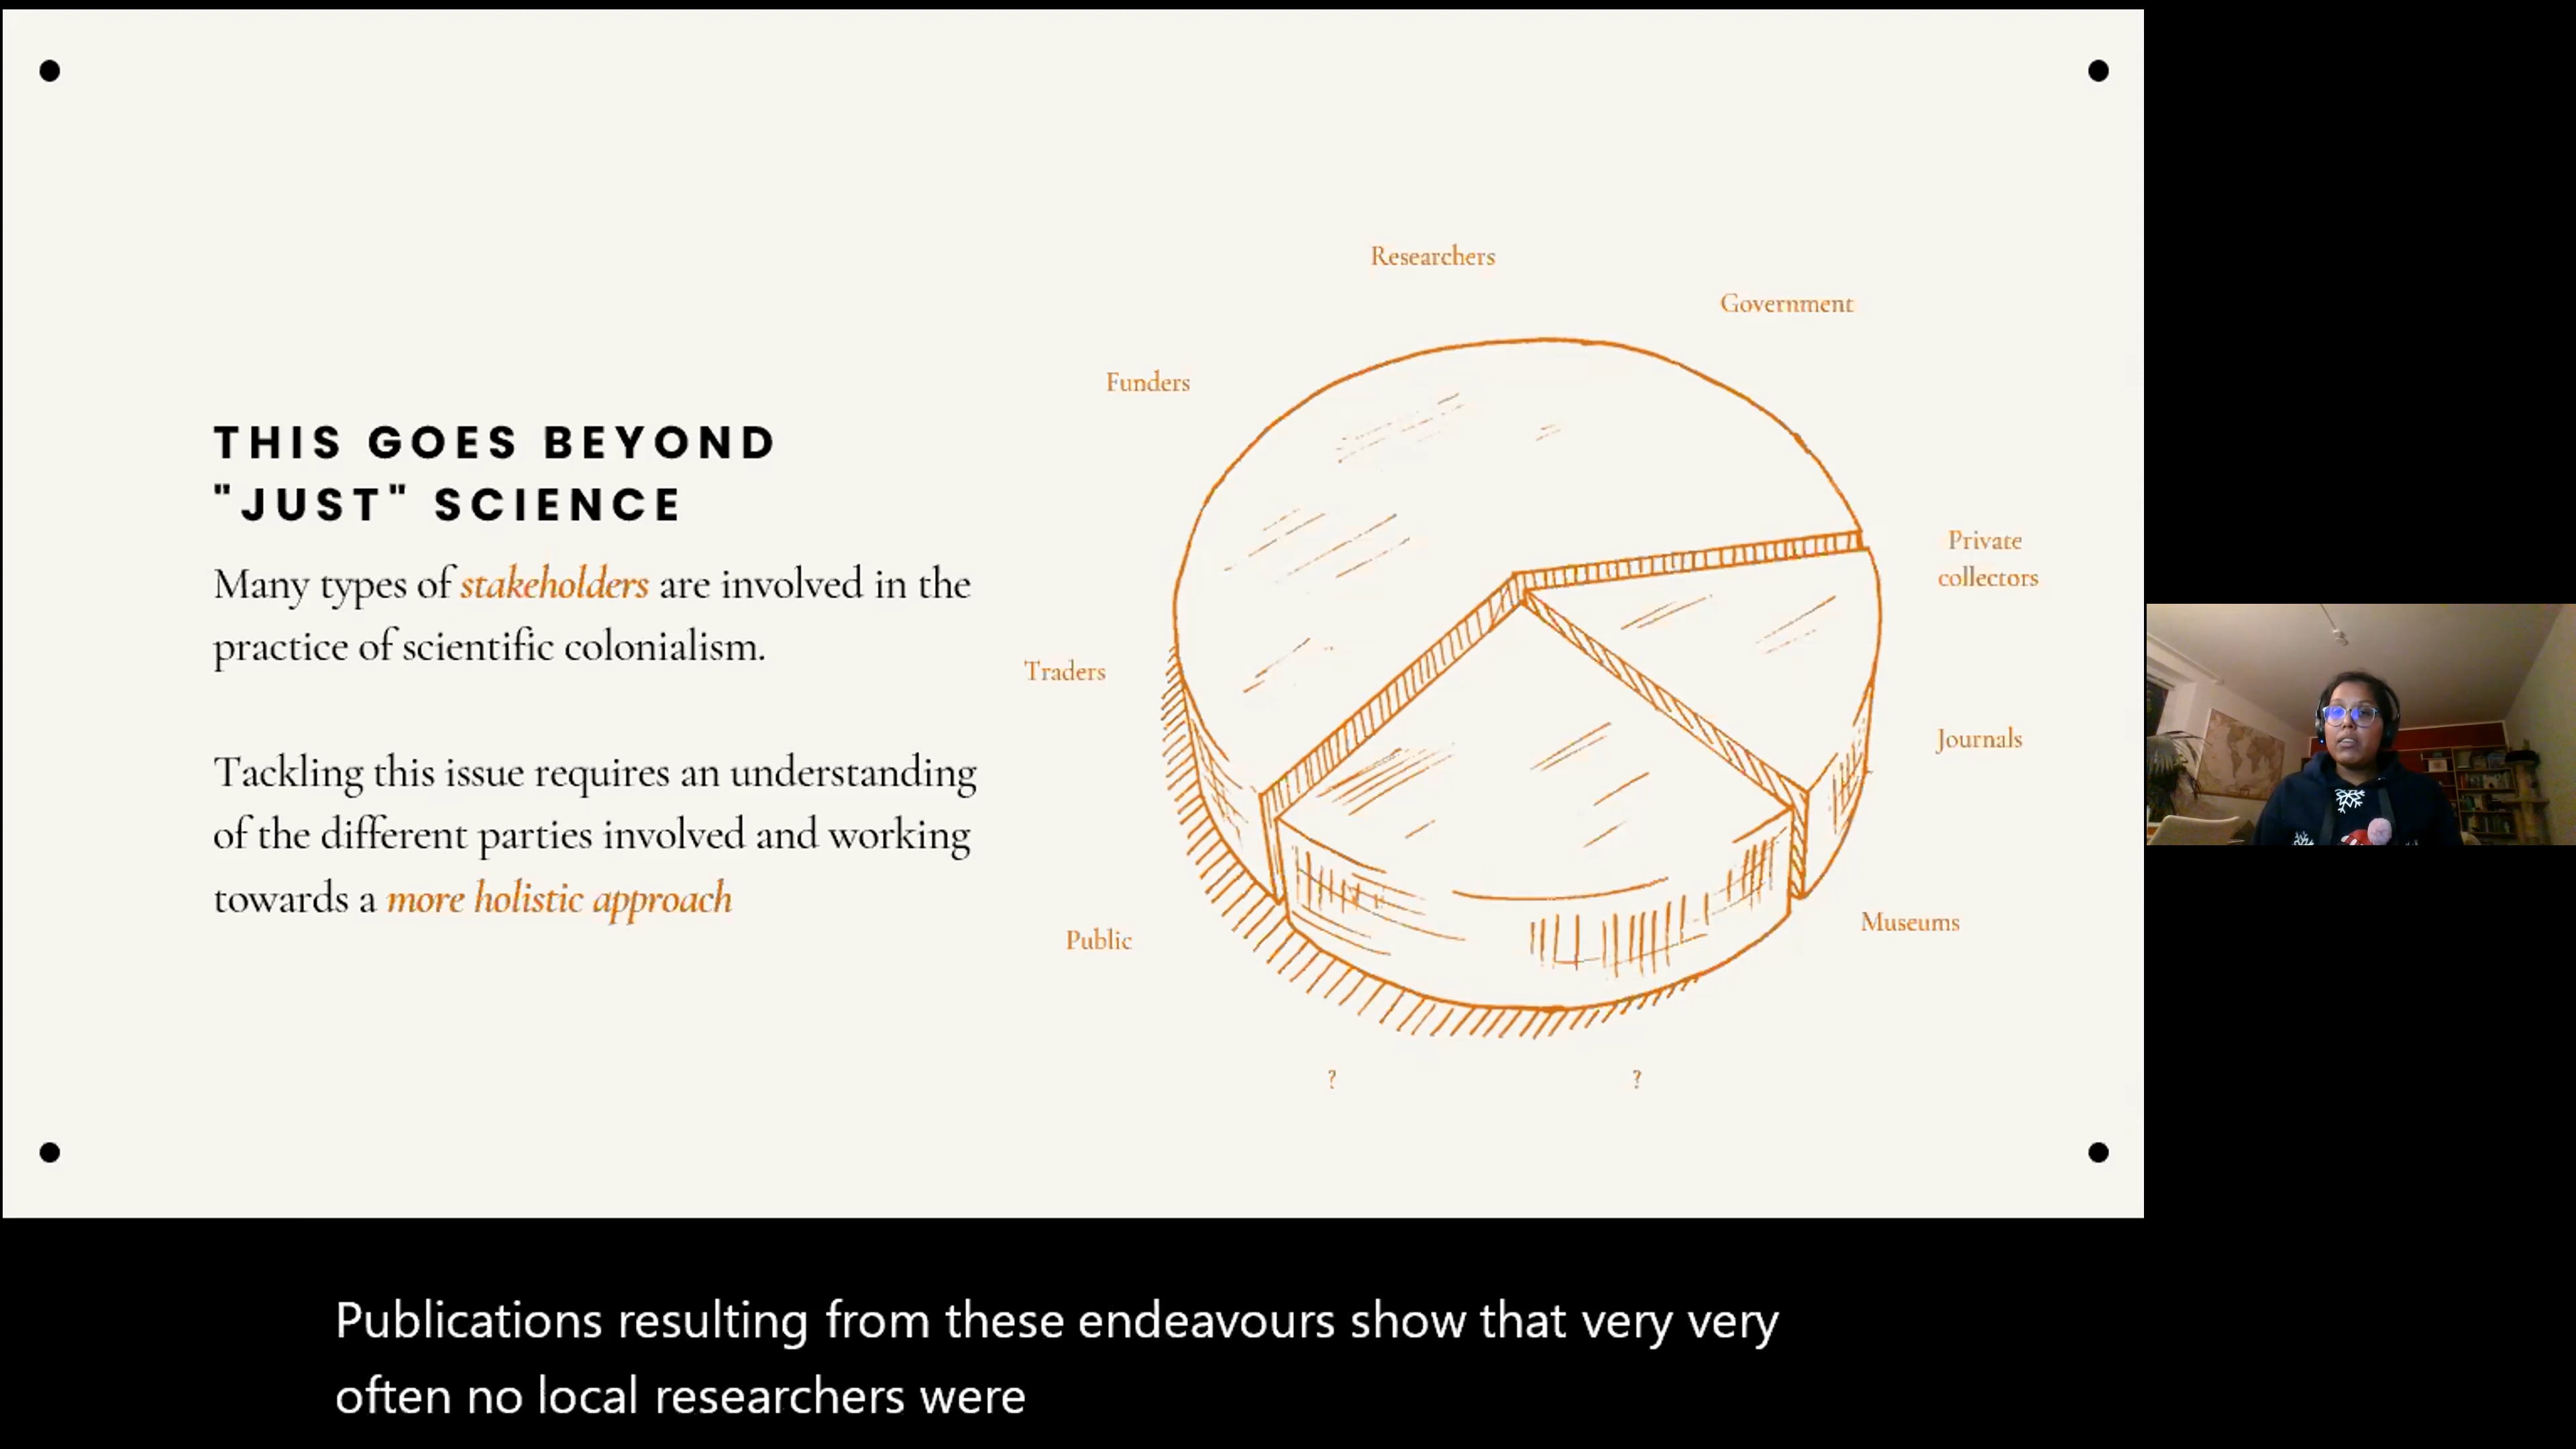 THIS GOES BEYOND
"JUST" SCIENCE
Many types of stakeholders are involved in the
practice of scientific colonialism.
Tackling this issue requires an understanding
of the different parties involved and working
towards a more holistic approach
Researchers
Government
Funders
Private
collectors
Traders
Journals
Museums
Public
?
?
Publications resulting from these endeavours show that very very
often no local researchers were